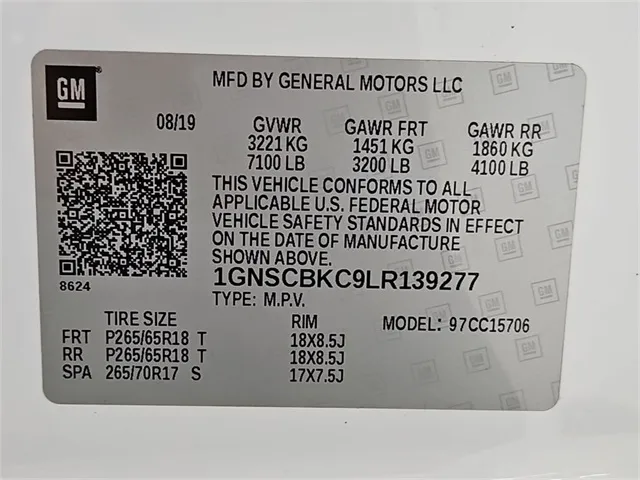 GM
MFD BY GENERAL MOTORS LLC
08/19 GVWR GAWR FRT GAWR RR
3221 KG 1451 KG 1860 KG
7100 LB 3200 LB 4100 LB
THIS VEHICLE CONFORMS TO ALL
APPLICABLE U.S. FEDERAL MOTOR
VEHICLE SAFETY STANDARDS IN EFFECT
ON THE DATE OF MANUFACTURE
SHOWN ABOVE.
8624
1GNSCBKC9LR139277
TYPE: M.P.V.
TIRE SIZE RIM MODEL: 97CC15706
FRT P265/65R18 T 18X8.5J
RR P265/65R18 T 18X8.5J
SPA 265/70R17 S 17X7.5J